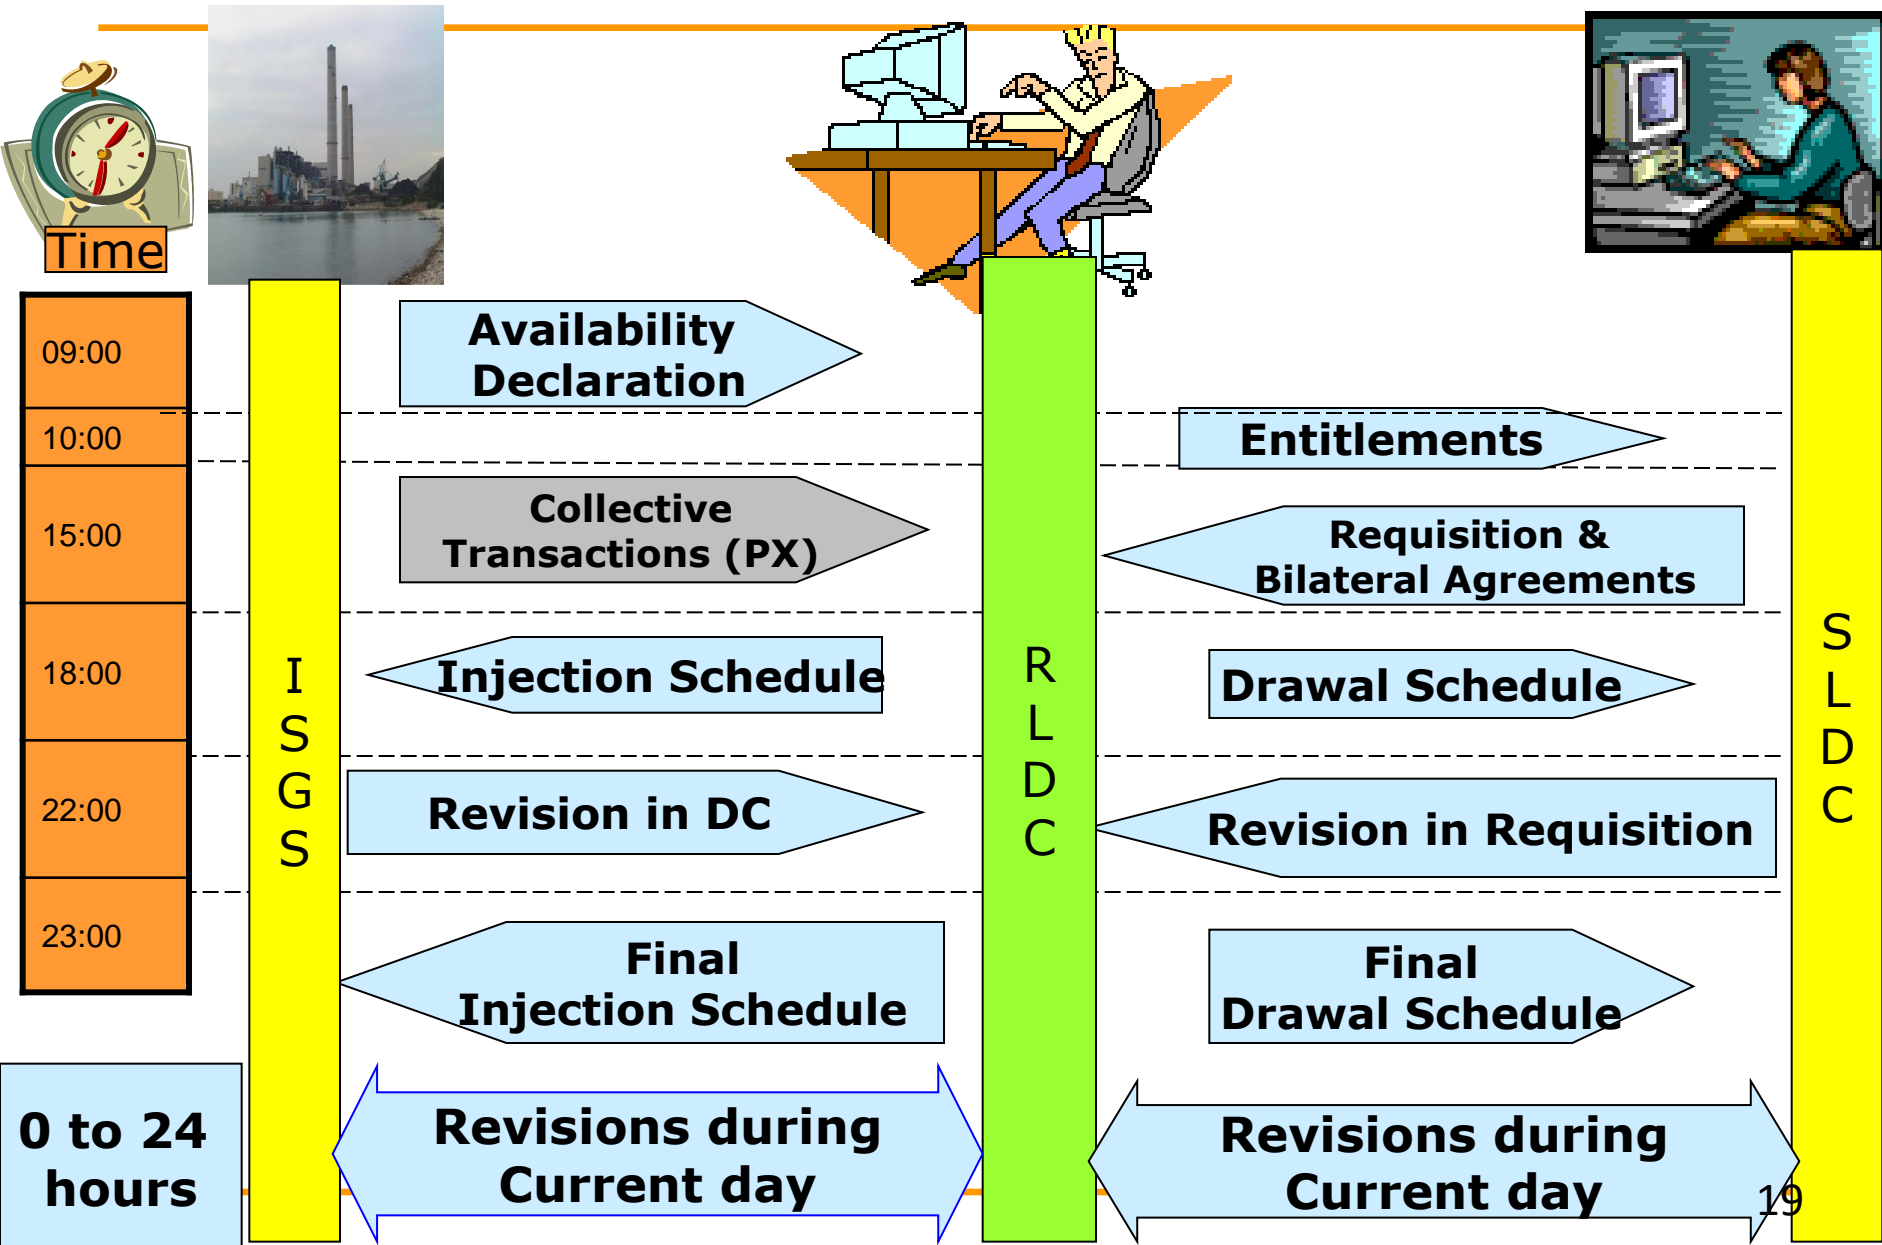 Time
09:00
Availability
Declaration
10:00
Entitlements
15:00
Collective
Transactions (PX)
Requisition &
Bilateral Agreements
18:00
Injection Schedule
Drawal Schedule
22:00
Revision in DC
Revision in Requisition
23:00
Final
Injection Schedule
Final
Drawal Schedule
I
S
G
S
R
L
D
C
S
L
D
C
0 to 24
hours
Revisions during
Current day
Revisions during
Current day
19